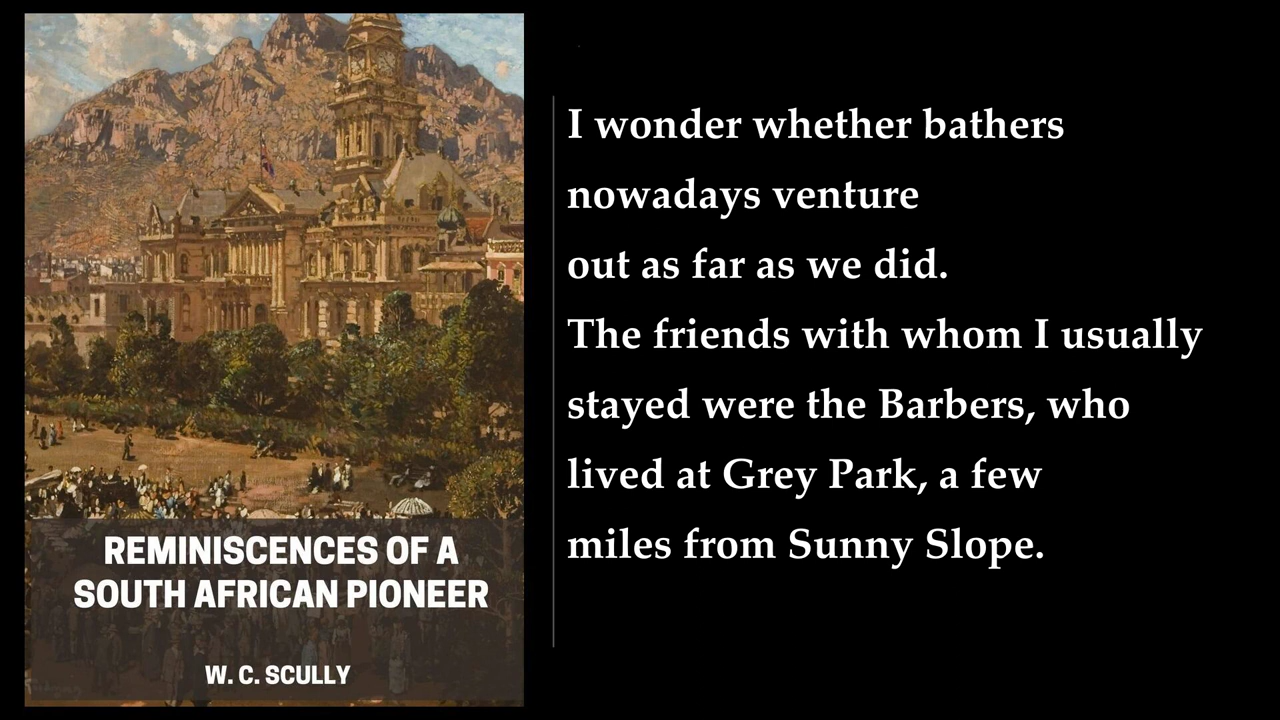 REMINISCENCES OF A
SOUTH AFRICAN PIONEER
W. C. SCULLY
I wonder whether bathers
nowadays venture
out as far as we did.
The friends with whom I usually
stayed were the Barbers, who
lived at Grey Park, a few
miles from Sunny Slope.